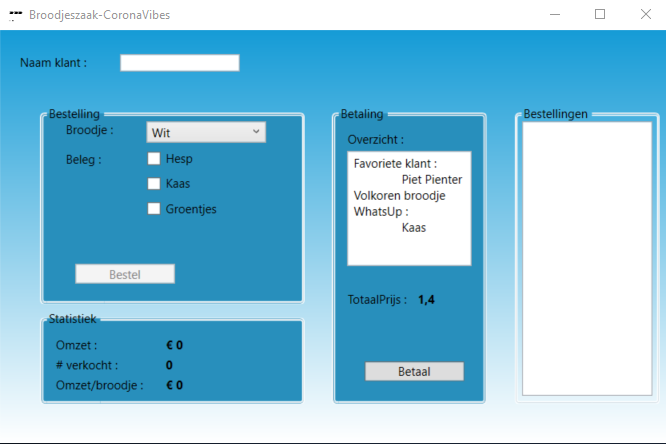 Broodjeszaak-CoronaVibes
Naam klant :
Bestelling
Broodje :
Wit
Beleg :
Hesp
Kaas
Groentjes
Bestel
Statistiek
Omzet :
€ 0
# verkocht :
0
Omzet/broodje :
€ 0
Betaling
Overzicht :
Favoriete klant :
Piet Pienter
Volkoren broodje
WhatsUp :
Kaas
TotaalPrijs :
1,4
Betaal
Bestellingen